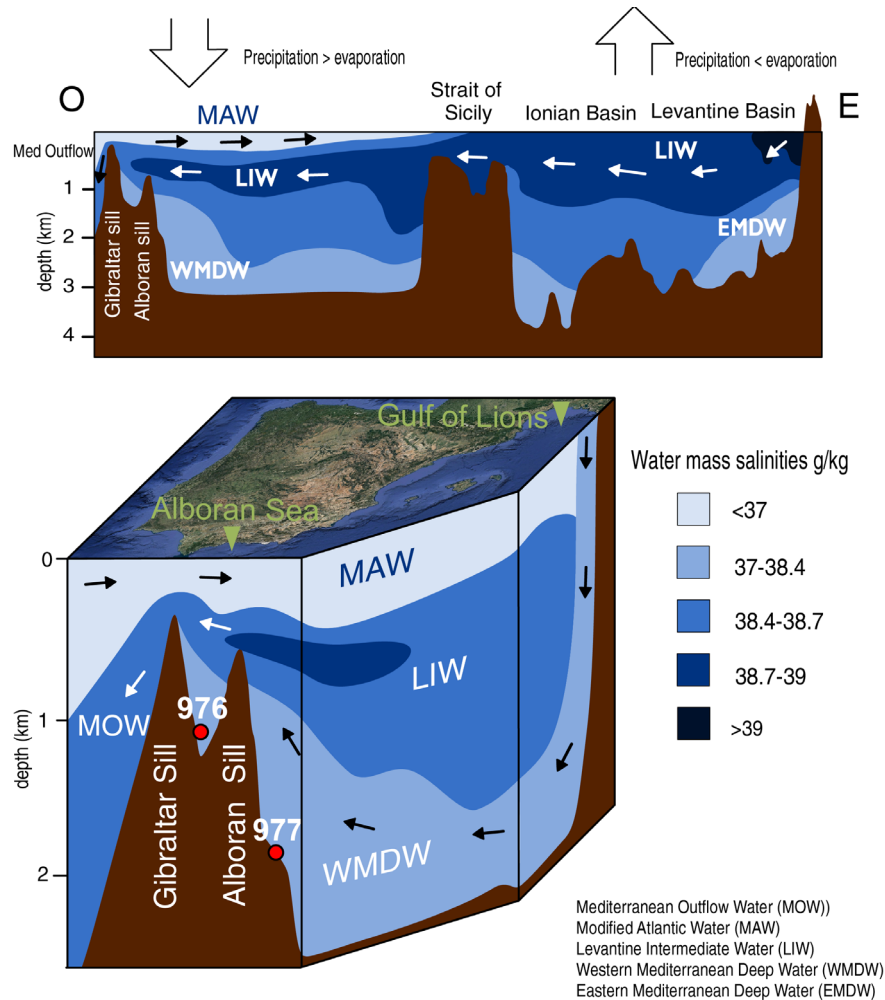 Precipitation > evaporation
Precipitation < evaporation
O
MAW
Strait of
Sicily
Ionian Basin
Levantine Basin
E
Med Outflow
LIW
LIW
1
2
3
4
depth (km)
Gibraltar sill
Alboran sill
WMDW
EMDW
Gulf of Lions
Alboran Sea
0
MAW
LIW
976
MOW
1
depth (km)
Gibraltar Sill
Alboran Sill
977
WMDW
2
Water mass salinities g/kg
<37
37-38.4
38.4-38.7
38.7-39
>39
Mediterranean Outflow Water (MOW))
Modified Atlantic Water (MAW)
Levantine Intermediate Water (LIW)
Western Mediterranean Deep Water (WMDW)
Eastern Mediterranean Deep Water (EMDW)